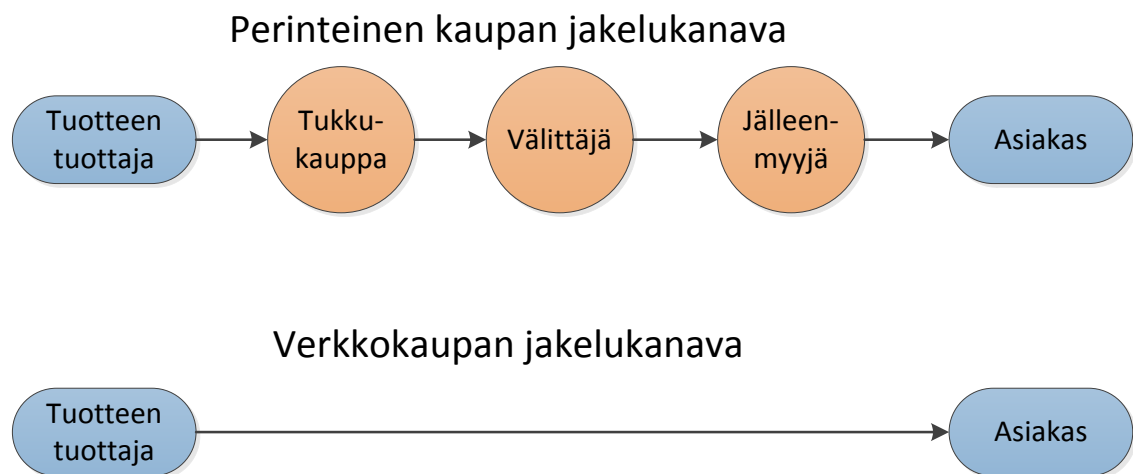 Perinteinen kaupan jakelukanava
Tuotteen
tuottaja
Tukku-
kauppa
Välittäjä
Jälleen-
myyjä
Asiakas
Verkkokaupan jakelukanava
Tuotteen
tuottaja
Asiakas